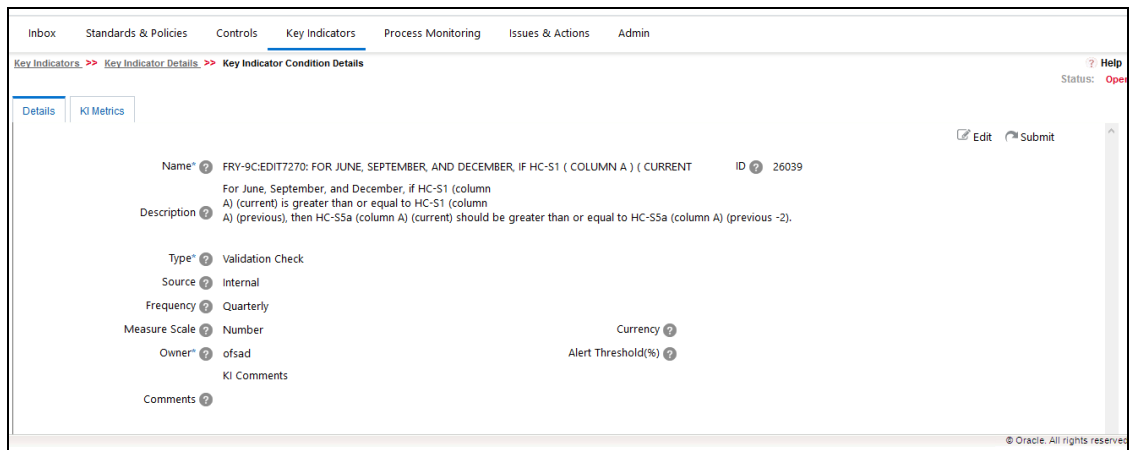 Inbox Standards & Policies Controls Key Indicators Process Monitoring Issues & Actions Admin
Key Indicators >> Key Indicator Details >> Key Indicator Condition Details ? Help
Status: Open
Details KI Metrics
Edit Submit
Name* ? FRY-9C:EDIT7270: FOR JUNE, SEPTEMBER, AND DECEMBER, IF HC-S1 ( COLUMN A ) ( CURRENT ID ? 26039
For June, September, and December, if HC-S1 (column
A) (current) is greater than or equal to HC-S1 (column
Description ? A) (previous), then HC-S5a (column A) (current) should be greater than or equal to HC-S5a (column A) (previous -2).
Type* ? Validation Check
Source ? Internal
Frequency ? Quarterly
Measure Scale ? Number Currency ?
Owner* ? ofsad Alert Threshold(%) ?
KI Comments
Comments ?
© Oracle. All rights reserved